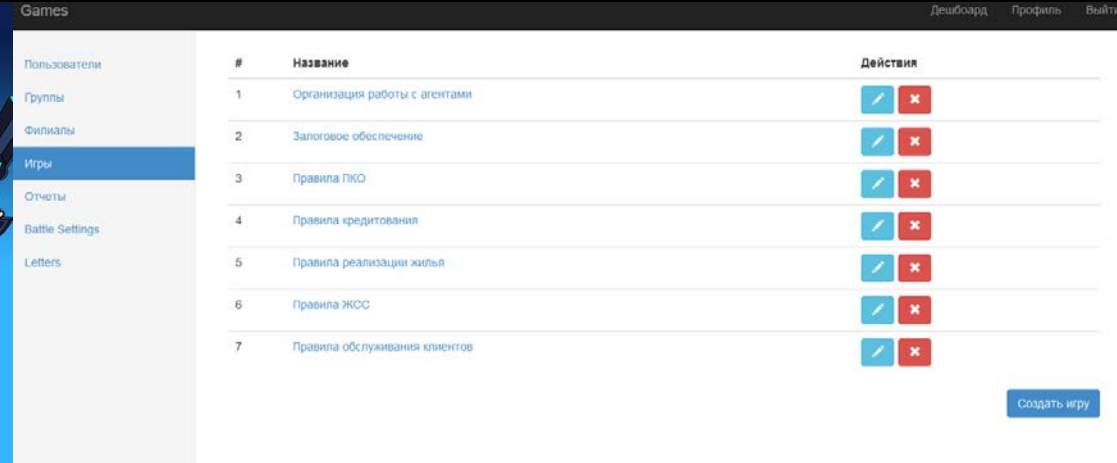 Games Дешбоард Профиль Выйти
Пользователи
Группы
Филиалы
Игры
Отчеты
Battle Settings
Letters
# Название Действия
1 Организация работы с агентами
2 Залоговое обеспечение
3 Правила ПКО
4 Правила кредитования
5 Правила реализации жилья
6 Правила ЖСС
7 Правила обслуживания клиентов
Создать игру